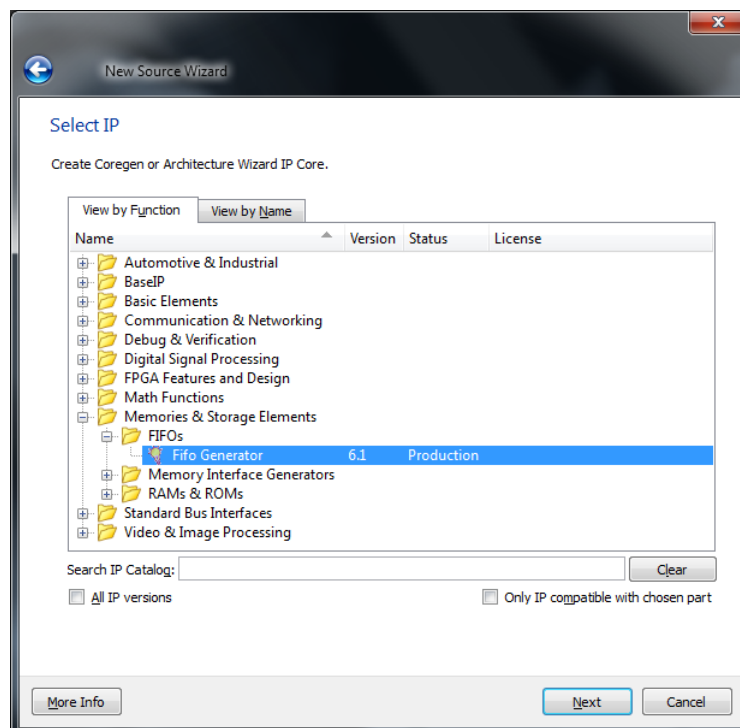 New Source Wizard
Select IP
Create Coregen or Architecture Wizard IP Core.
View by Function View by Name
Name Version Status License
Automotive & Industrial
BaseIP
Basic Elements
Communication & Networking
Debug & Verification
Digital Signal Processing
FPGA Features and Design
Math Functions
Memories & Storage Elements
FIFOs
Fifo Generator 6.1 Production
Memory Interface Generators
RAMs & ROMs
Standard Bus Interfaces
Video & Image Processing
Search IP Catalog: Clear
All IP versions Only IP compatible with chosen part
More Info Next Cancel